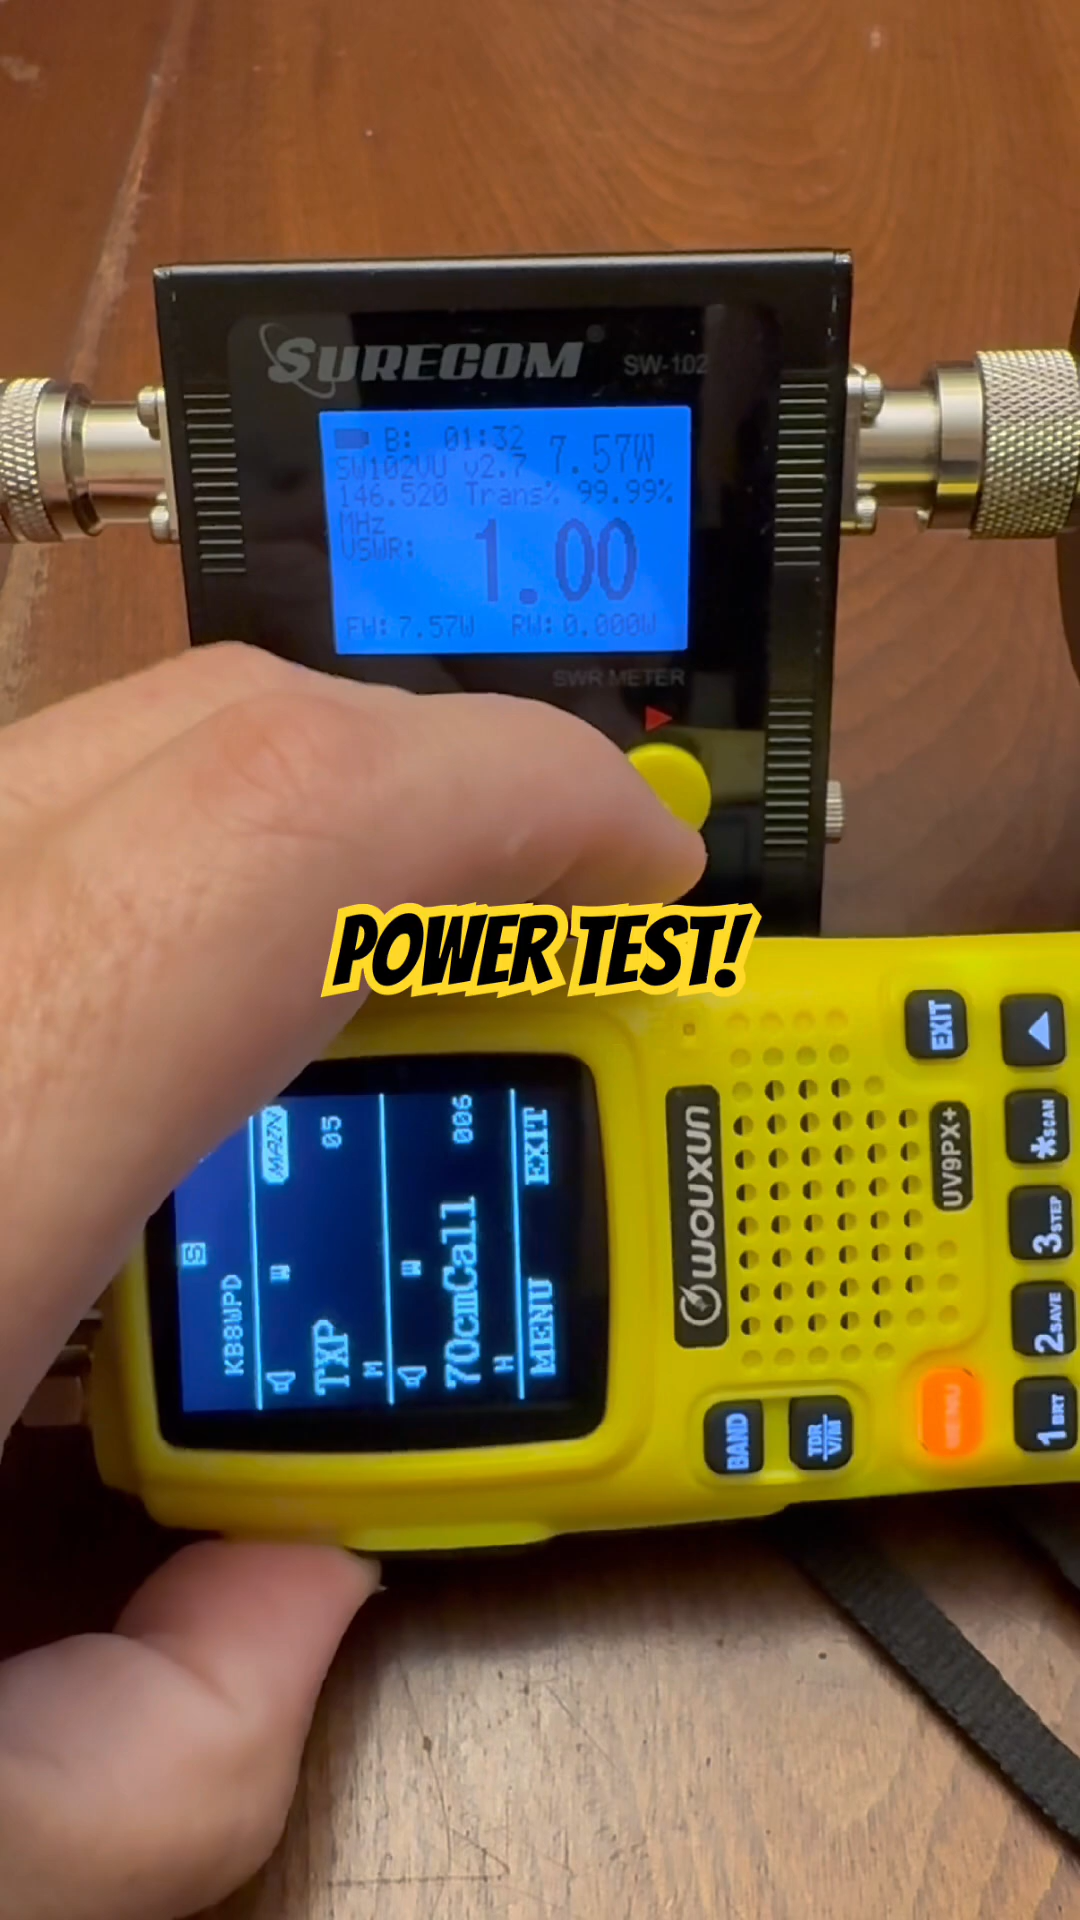 SURECOM® SW-102
B: 01:32 7.57W
SW102VU v2.7
146.520 Trans% 99.99%
MHz
VSWR: 1.00
FW: 7.57W RW: 0.000W
SWR METER
POWER TEST!
KB8WPD S
W MAIN
TXP 05
M W
70cmCall 006
H
MENU EXIT
WOUXUN
UV9PX+
BAND
TDR
V/M
MENU
EXIT
1 BRT
2 SAVE
3 STEP
* SCAN